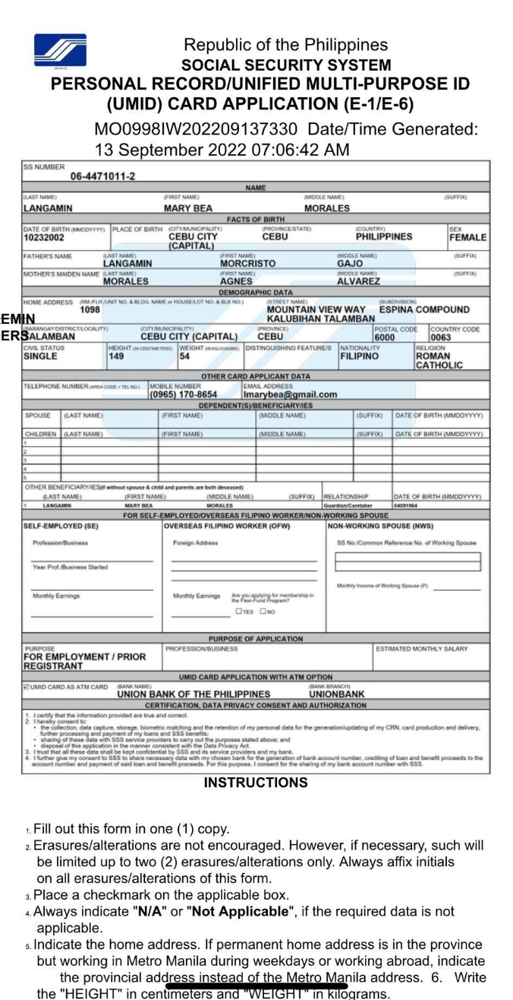 Republic of the Philippines
SOCIAL SECURITY SYSTEM
PERSONAL RECORD/UNIFIED MULTI-PURPOSE ID
(UMID) CARD APPLICATION (E-1/E-6)
MO0998IW202209137330 Date/Time Generated:
13 September 2022 07:06:42 AM
SS NUMBER
06-4471011-2
NAME
(LAST NAME) (FIRST NAME) (MIDDLE NAME) (SUFFIX)
LANGAMIN MARY BEA MORALES
FACTS OF BIRTH
DATE OF BIRTH (MMDDYYYY) PLACE OF BIRTH (CITY/MUNICIPALITY) (PROVINCE/STATE) (COUNTRY) SEX
10232002 CEBU CITY CEBU PHILIPPINES FEMALE
(CAPITAL)
FATHER'S NAME (LAST NAME) (FIRST NAME) (MIDDLE NAME) (SUFFIX)
LANGAMIN MORCRISTO GAJO
MOTHER'S MAIDEN NAME (LAST NAME) (FIRST NAME) (MIDDLE NAME) (SUFFIX)
MORALES AGNES ALVAREZ
DEMOGRAPHIC DATA
HOME ADDRESS (RM/FLR/UNIT NO. & BLDG. NAME or HOUSE/LOT NO. & BLK NO.) (STREET NAME) (SUBDIVISION)
1098 MOUNTAIN VIEW WAY ESPINA COMPOUND
EMIN KALUBIHAN TALAMBAN
(BARANGAY/DISTRICT/LOCALITY) (CITY/MUNICIPALITY) (PROVINCE) POSTAL CODE COUNTRY CODE
ERS ALAMBAN CEBU CITY (CAPITAL) CEBU 6000 0063
CIVIL STATUS HEIGHT (IN CENTIMETERS) WEIGHT (IN KILOGRAMS) DISTINGUISHING FEATURE/S NATIONALITY RELIGION
SINGLE 149 54 FILIPINO ROMAN
CATHOLIC
OTHER CARD APPLICANT DATA
TELEPHONE NUMBER (AREA CODE + TEL NO.) MOBILE NUMBER EMAIL ADDRESS
(0965) 170-8654 lmarybea@gmail.com
DEPENDENT(S)/BENEFICIARY/IES
SPOUSE (LAST NAME) (FIRST NAME) (MIDDLE NAME) (SUFFIX) DATE OF BIRTH (MMDDYYYY)
CHILDREN (LAST NAME) (FIRST NAME) (MIDDLE NAME) (SUFFIX) DATE OF BIRTH (MMDDYYYY)
1
2
3
4
5
OTHER BENEFICIARY/IES(if without spouse & child and parents are both deseased)
(LAST NAME) (FIRST NAME) (MIDDLE NAME) (SUFFIX) RELATIONSHIP DATE OF BIRTH (MMDDYYYY)
1 LANGAMIN MARY BEA MORALES Guardian/Caretaker 04091964
FOR SELF-EMPLOYED/OVERSEAS FILIPINO WORKER/NON-WORKING SPOUSE
SELF-EMPLOYED (SE) OVERSEAS FILIPINO WORKER (OFW) NON-WORKING SPOUSE (NWS)
Profession/Business Foreign Address SS No./Common Reference No. of Working Spouse
Year Prof./Business Started
Monthly Income of Working Spouse (P)
Monthly Earnings Monthly Earnings Are you applying for membership in
the Flexi-Fund Program?
YES NO
PURPOSE OF APPLICATION
PURPOSE PROFESSION/BUSINESS ESTIMATED MONTHLY SALARY
FOR EMPLOYMENT / PRIOR
REGISTRANT
UMID CARD APPLICATION WITH ATM OPTION
☑ UMID CARD AS ATM CARD (BANK NAME) (BANK BRANCH)
UNION BANK OF THE PHILIPPINES UNIONBANK
CERTIFICATION, DATA PRIVACY CONSENT AND AUTHORIZATION
1. I certify that the information provided are true and correct.
2. I hereby consent to:
• the collection, data capture, storage, biometric matching and the retention of my personal data for the generation/updating of my CRN, card production and delivery,
further processing and payment of my loans and SSS benefits;
• sharing of these data with SSS service providers to carry out the purposes stated above; and
• disposal of this application in the manner consistent with the Data Privacy Act.
3. I trust that all these data shall be kept confidential by SSS and its service providers and my bank.
4. I further give my consent to SSS to share necessary data with my chosen bank for the generation of bank account number, crediting of loan and benefit proceeds to the
account number and payment of said loan and benefit proceeds. For this purpose, I consent for the sharing of my bank account number with SSS.
INSTRUCTIONS
1. Fill out this form in one (1) copy.
2. Erasures/alterations are not encouraged. However, if necessary, such will
be limited up to two (2) erasures/alterations only. Always affix initials
on all erasures/alterations of this form.
3. Place a checkmark on the applicable box.
4. Always indicate "N/A" or "Not Applicable", if the required data is not
applicable.
5. Indicate the home address. If permanent home address is in the province
but working in Metro Manila during weekdays or working abroad, indicate
the provincial address instead of the Metro Manila address. 6. Write
the "HEIGHT" in centimeters and "WEIGHT" in kilograms.